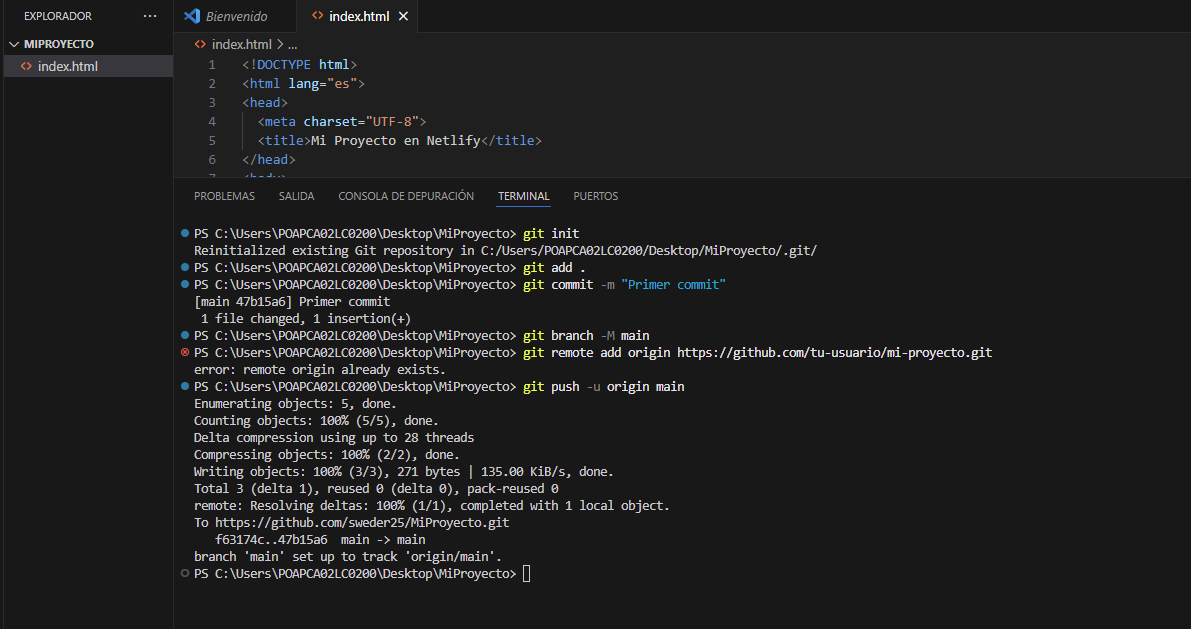 EXPLORADOR ...
Bienvenido
index.html
MIPROYECTO
index.html
index.html > ...
1 <!DOCTYPE html>
2 <html lang="es">
3 <head>
4 <meta charset="UTF-8">
5 <title>Mi Proyecto en Netlify</title>
6 </head>
7 <body>
PROBLEMAS SALIDA CONSOLA DE DEPURACIÓN TERMINAL PUERTOS
PS C:\Users\POAPCA02LC0200\Desktop\MiProyecto> git init
Reinitialized existing Git repository in C:/Users/POAPCA02LC0200/Desktop/MiProyecto/.git/
PS C:\Users\POAPCA02LC0200\Desktop\MiProyecto> git add .
PS C:\Users\POAPCA02LC0200\Desktop\MiProyecto> git commit -m "Primer commit"
[main 47b15a6] Primer commit
1 file changed, 1 insertion(+)
PS C:\Users\POAPCA02LC0200\Desktop\MiProyecto> git branch -M main
PS C:\Users\POAPCA02LC0200\Desktop\MiProyecto> git remote add origin https://github.com/tu-usuario/mi-proyecto.git
error: remote origin already exists.
PS C:\Users\POAPCA02LC0200\Desktop\MiProyecto> git push -u origin main
Enumerating objects: 5, done.
Counting objects: 100% (5/5), done.
Delta compression using up to 28 threads
Compressing objects: 100% (2/2), done.
Writing objects: 100% (3/3), 271 bytes | 135.00 KiB/s, done.
Total 3 (delta 1), reused 0 (delta 0), pack-reused 0
remote: Resolving deltas: 100% (1/1), completed with 1 local object.
To https://github.com/sweder25/MiProyecto.git
f63174c..47b15a6 main -> main
branch 'main' set up to track 'origin/main'.
PS C:\Users\POAPCA02LC0200\Desktop\MiProyecto>